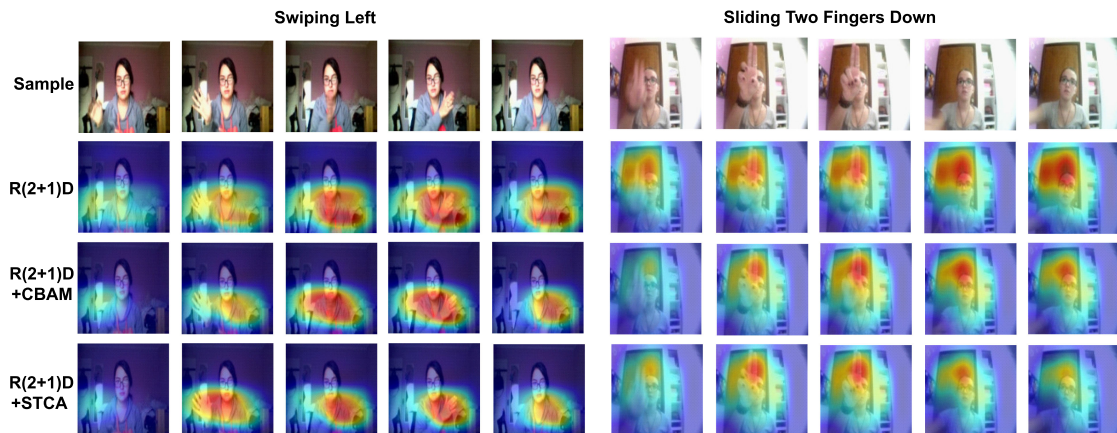 Swiping Left
Sliding Two Fingers Down
Sample
R(2+1)D
R(2+1)D
+CBAM
R(2+1)D
+STCA